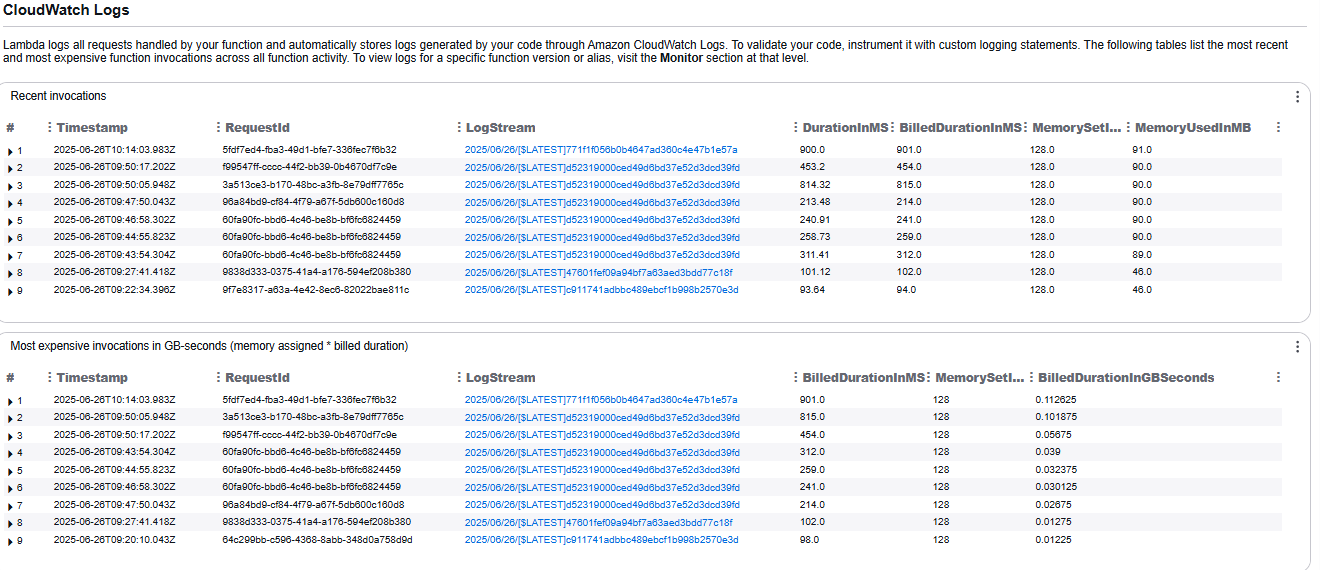 CloudWatch Logs
Lambda logs all requests handled by your function and automatically stores logs generated by your code through Amazon CloudWatch Logs. To validate your code, instrument it with custom logging statements. The following tables list the most recent
and most expensive function invocations across all function activity. To view logs for a specific function version or alias, visit the Monitor section at that level.
Recent invocations
# Timestamp RequestId LogStream DurationInMS BilledDurationInMS MemorySetI... MemoryUsedInMB
1 2025-06-26T10:14:03.983Z 5fdf7ed4-fba3-49d1-bfe7-336fec7f6b32 2025/06/26/[$LATEST]771f1f056b0b4647ad360c4e47b1e57a 900.0 901.0 128.0 91.0
2 2025-06-26T09:50:17.202Z f99547ff-cccc-44f2-bb39-0b4670df7c9e 2025/06/26/[$LATEST]d52319000ced49d6bd37e52d3dcd39fd 453.2 454.0 128.0 90.0
3 2025-06-26T09:50:05.948Z 3a513ce3-b170-48bc-a3fb-8e79dff7765c 2025/06/26/[$LATEST]d52319000ced49d6bd37e52d3dcd39fd 814.32 815.0 128.0 90.0
4 2025-06-26T09:47:50.043Z 96a84bd9-cf84-4f79-a67f-5db600c160d8 2025/06/26/[$LATEST]d52319000ced49d6bd37e52d3dcd39fd 213.48 214.0 128.0 90.0
5 2025-06-26T09:46:58.302Z 60fa90fc-bbd6-4c46-be8b-bf6fc6824459 2025/06/26/[$LATEST]d52319000ced49d6bd37e52d3dcd39fd 240.91 241.0 128.0 90.0
6 2025-06-26T09:44:55.823Z 60fa90fc-bbd6-4c46-be8b-bf6fc6824459 2025/06/26/[$LATEST]d52319000ced49d6bd37e52d3dcd39fd 258.73 259.0 128.0 90.0
7 2025-06-26T09:43:54.304Z 60fa90fc-bbd6-4c46-be8b-bf6fc6824459 2025/06/26/[$LATEST]d52319000ced49d6bd37e52d3dcd39fd 311.41 312.0 128.0 89.0
8 2025-06-26T09:27:41.418Z 9838d333-0375-41a4-a176-594ef208b380 2025/06/26/[$LATEST]47601fef09a94bf7a63aed3bdd77c18f 101.12 102.0 128.0 46.0
9 2025-06-26T09:22:34.396Z 9f7e8317-a63a-4e42-8ec6-82022bae811c 2025/06/26/[$LATEST]c911741adbbc489ebcf1b998b2570e3d 93.64 94.0 128.0 46.0
Most expensive invocations in GB-seconds (memory assigned * billed duration)
# Timestamp RequestId LogStream BilledDurationInMS MemorySetI... BilledDurationInGBSeconds
1 2025-06-26T10:14:03.983Z 5fdf7ed4-fba3-49d1-bfe7-336fec7f6b32 2025/06/26/[$LATEST]771f1f056b0b4647ad360c4e47b1e57a 901.0 128 0.112625
2 2025-06-26T09:50:05.948Z 3a513ce3-b170-48bc-a3fb-8e79dff7765c 2025/06/26/[$LATEST]d52319000ced49d6bd37e52d3dcd39fd 815.0 128 0.101875
3 2025-06-26T09:50:17.202Z f99547ff-cccc-44f2-bb39-0b4670df7c9e 2025/06/26/[$LATEST]d52319000ced49d6bd37e52d3dcd39fd 454.0 128 0.05675
4 2025-06-26T09:43:54.304Z 60fa90fc-bbd6-4c46-be8b-bf6fc6824459 2025/06/26/[$LATEST]d52319000ced49d6bd37e52d3dcd39fd 312.0 128 0.039
5 2025-06-26T09:44:55.823Z 60fa90fc-bbd6-4c46-be8b-bf6fc6824459 2025/06/26/[$LATEST]d52319000ced49d6bd37e52d3dcd39fd 259.0 128 0.032375
6 2025-06-26T09:46:58.302Z 60fa90fc-bbd6-4c46-be8b-bf6fc6824459 2025/06/26/[$LATEST]d52319000ced49d6bd37e52d3dcd39fd 241.0 128 0.030125
7 2025-06-26T09:47:50.043Z 96a84bd9-cf84-4f79-a67f-5db600c160d8 2025/06/26/[$LATEST]d52319000ced49d6bd37e52d3dcd39fd 214.0 128 0.02675
8 2025-06-26T09:27:41.418Z 9838d333-0375-41a4-a176-594ef208b380 2025/06/26/[$LATEST]47601fef09a94bf7a63aed3bdd77c18f 102.0 128 0.01275
9 2025-06-26T09:20:10.043Z 64c299bb-c596-4368-8abb-348d0a758d9d 2025/06/26/[$LATEST]c911741adbbc489ebcf1b998b2570e3d 98.0 128 0.01225